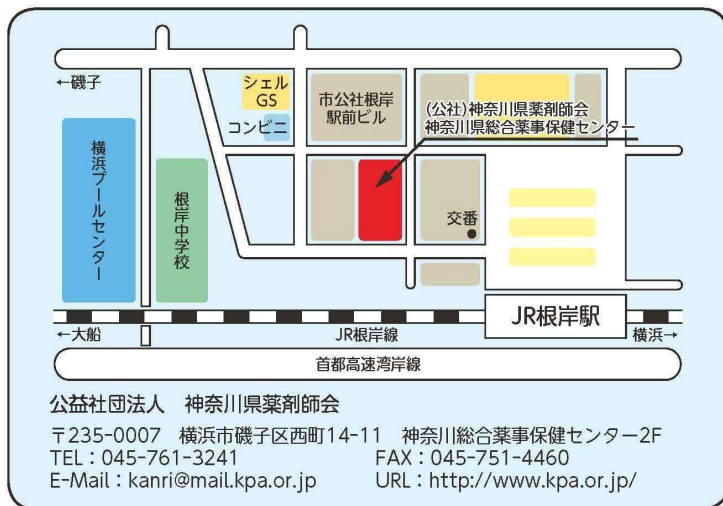 ←磯子
シェル
GS
コンビニ
市公社根岸
駅前ビル
(公社)神奈川県薬剤師会
神奈川県総合薬事保健センター
横浜プールセンター
根岸中学校
交番
JR根岸駅
←大船
JR根岸線
横浜→
首都高速湾岸線
公益社団法人　神奈川県薬剤師会
〒235-0007　横浜市磯子区西町14-11　神奈川総合薬事保健センター2F
TEL：045-761-3241　FAX：045-751-4460
E-Mail：kanri@mail.kpa.or.jp　URL：http://www.kpa.or.jp/